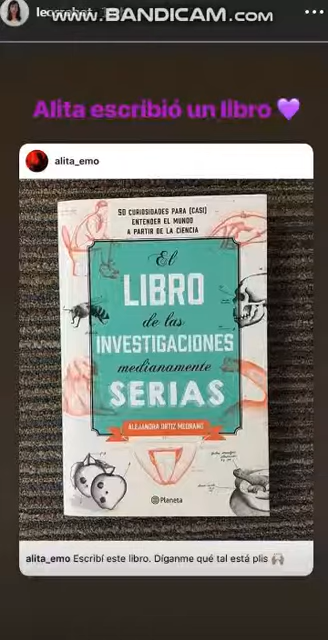 www.BANDICAM.com
Alita escribió un libro 💜
alita_emo
50 CURIOSIDADES PARA (CASI)
ENTENDER EL MUNDO
A PARTIR DE LA CIENCIA
El
LIBRO
de las
INVESTIGACIONES
medianamente
SERIAS
ALEJANDRA ORTIZ MEDRANO
Planeta
alita_emo Escribí este libro. Díganme qué tal está plis 🙌🏻